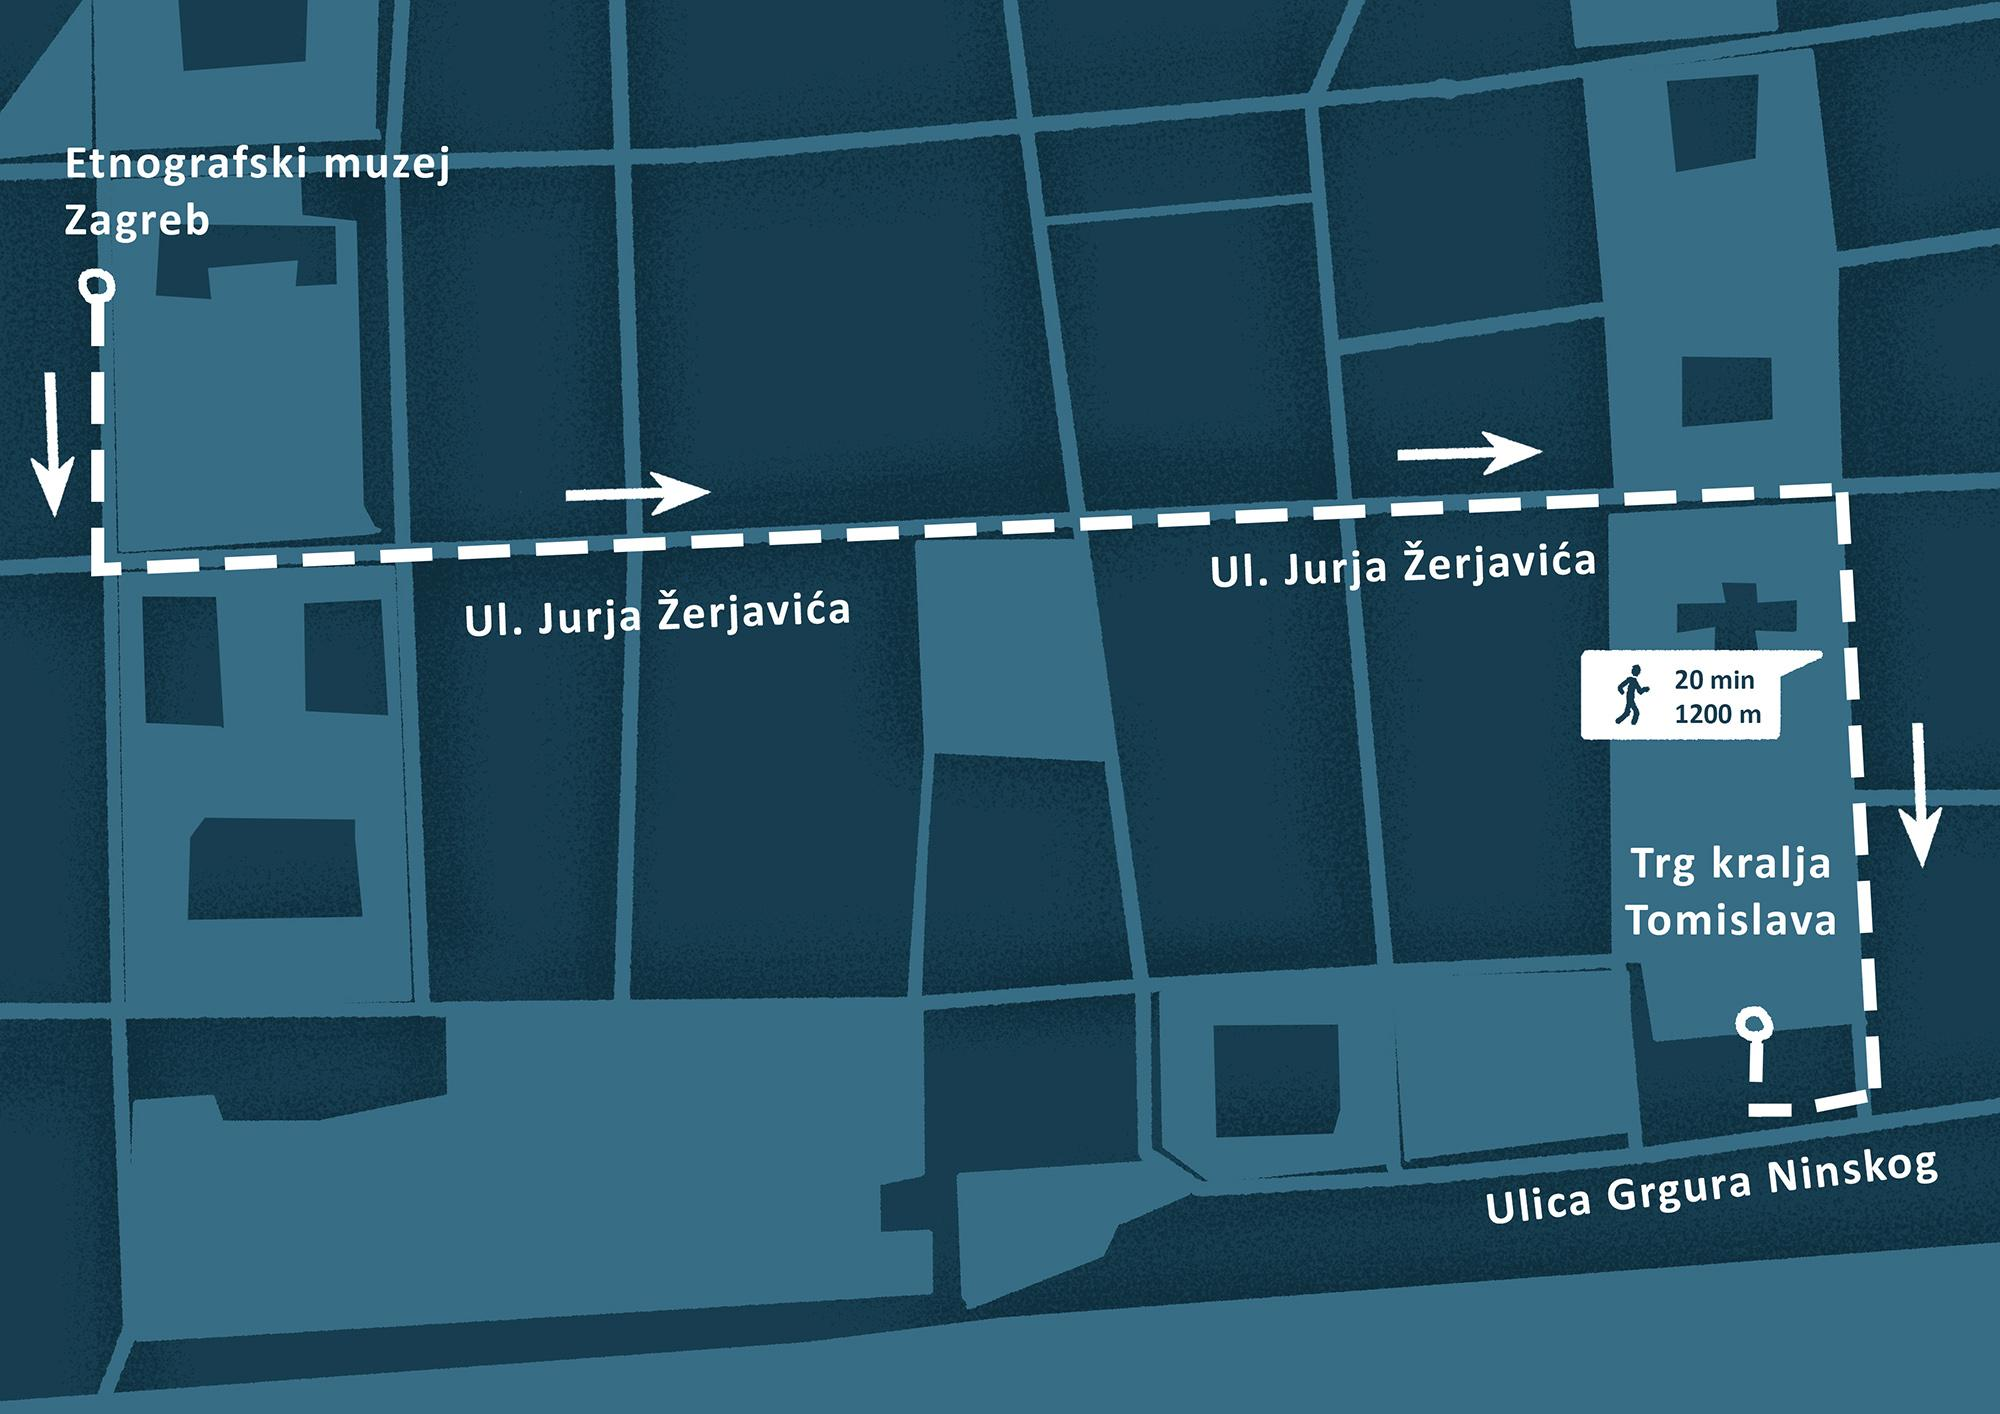 Etnografski muzej
Zagreb
Ul. Jurja Žerjavića
Ul. Jurja Žerjavića
20 min
1200 m
Trg kralja
Tomislava
Ulica Grgura Ninskog